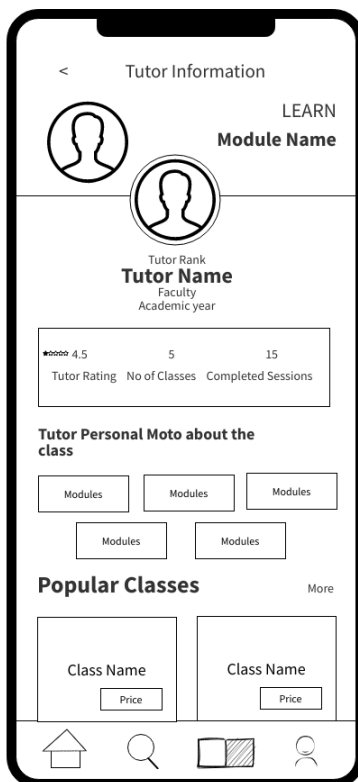 <
Tutor Information
LEARN
Module Name
Tutor Rank
Tutor Name
Faculty
Academic year
★☆☆☆☆ 4.5 5 15
Tutor Rating No of Classes Completed Sessions
Tutor Personal Moto about the
class
Modules Modules Modules
Modules Modules
Popular Classes More
Class Name Class Name
Price Price